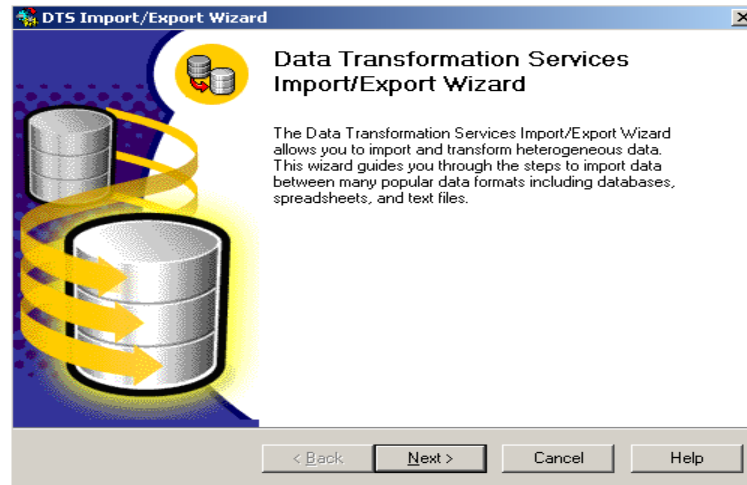 DTS Import/Export Wizard
Data Transformation Services
Import/Export Wizard
The Data Transformation Services Import/Export Wizard
allows you to import and transform heterogeneous data.
This wizard guides you through the steps to import data
between many popular data formats including databases,
spreadsheets, and text files.
< Back Next > Cancel Help